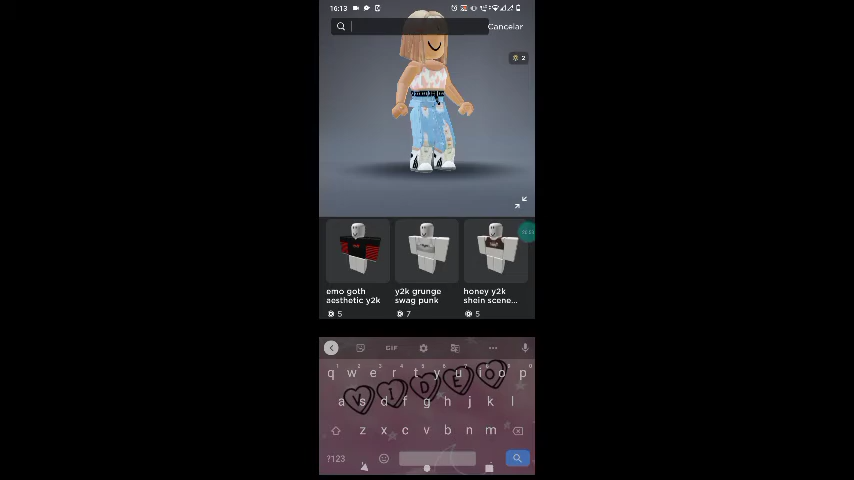 16:13
Cancelar
2
emo goth
aesthetic y2k
5
y2k grunge
swag punk
7
honey y2k
shein scene...
5
GIF
q w e r t y u i o p
a s d f g h j k l
VIDEO
z x c v b n m
?123